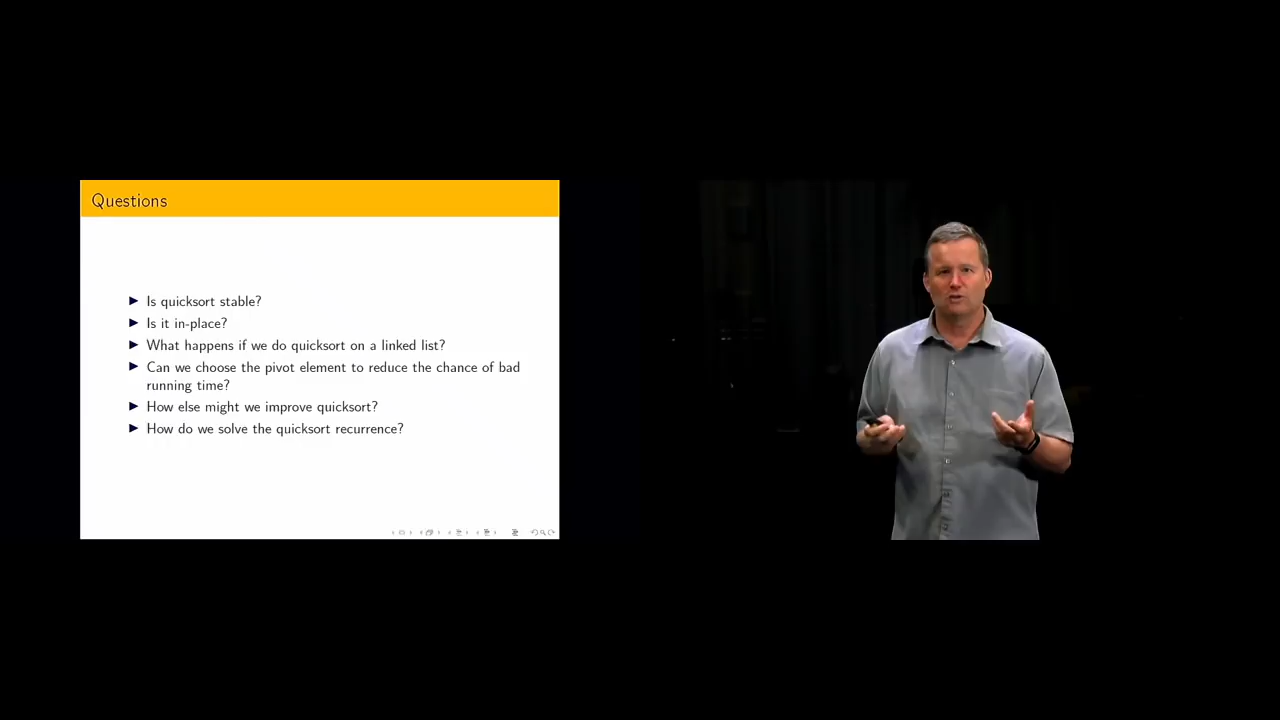 Questions
Is quicksort stable?
Is it in-place?
What happens if we do quicksort on a linked list?
Can we choose the pivot element to reduce the chance of bad
running time?
How else might we improve quicksort?
How do we solve the quicksort recurrence?